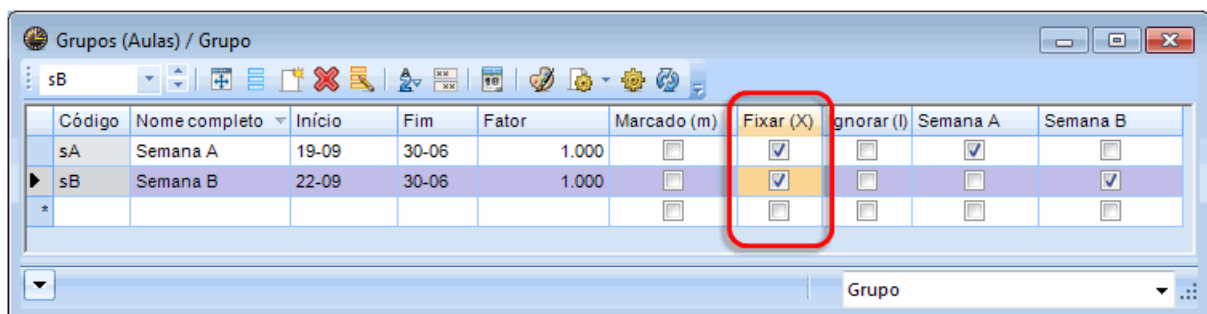 Grupos (Aulas) / Grupo
sB
Código Nome completo Início Fim Fator Marcado (m) Fixar (X) gnorar (I) Semana A Semana B
sA Semana A 19-09 30-06 1.000
sB Semana B 22-09 30-06 1.000
*
Grupo